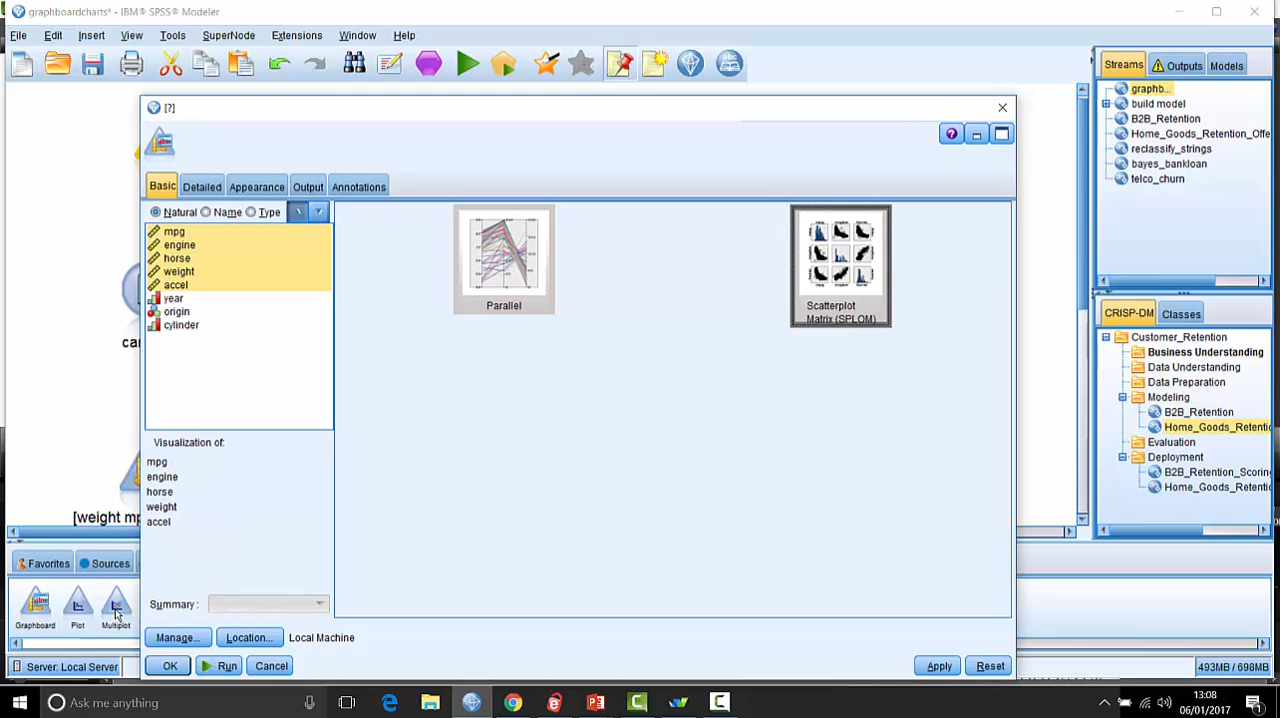 graphboardcharts* - IBM® SPSS® Modeler
File Edit Insert View Tools SuperNode Extensions Window Help
[?]
Basic Detailed Appearance Output Annotations
Natural Name Type
mpg
engine
horse
weight
accel
year
origin
cylinder
Visualization of:
mpg
engine
horse
weight
accel
Summary :
Parallel
Scatterplot
Matrix (SPLOM)
Manage... Location... Local Machine
OK Run Cancel Apply Reset
car
[weight mp
Streams Outputs Models
graphb...
build model
B2B_Retention
Home_Goods_Retention_Offe
reclassify_strings
bayes_bankloan
telco_churn
CRISP-DM Classes
Customer_Retention
Business Understanding
Data Understanding
Data Preparation
Modeling
B2B_Retention
Home_Goods_Retentio
Evaluation
Deployment
B2B_Retention_Scoring
Home_Goods_Retentio
Favorites Sources
Graphboard Plot Multiplot
Server: Local Server 493MB / 698MB
Ask me anything
13:08
06/01/2017